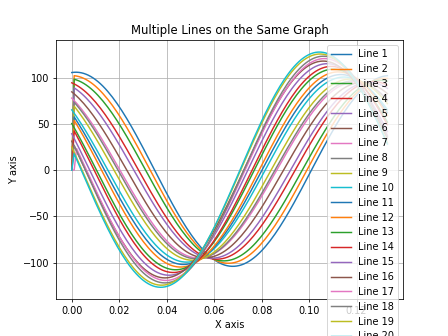 Multiple Lines on the Same Graph
Y axis
100
50
0
−50
−100
0.00
0.02
0.04
0.06
0.08
0.10
X axis
Line 1
Line 2
Line 3
Line 4
Line 5
Line 6
Line 7
Line 8
Line 9
Line 10
Line 11
Line 12
Line 13
Line 14
Line 15
Line 16
Line 17
Line 18
Line 19
Line 20